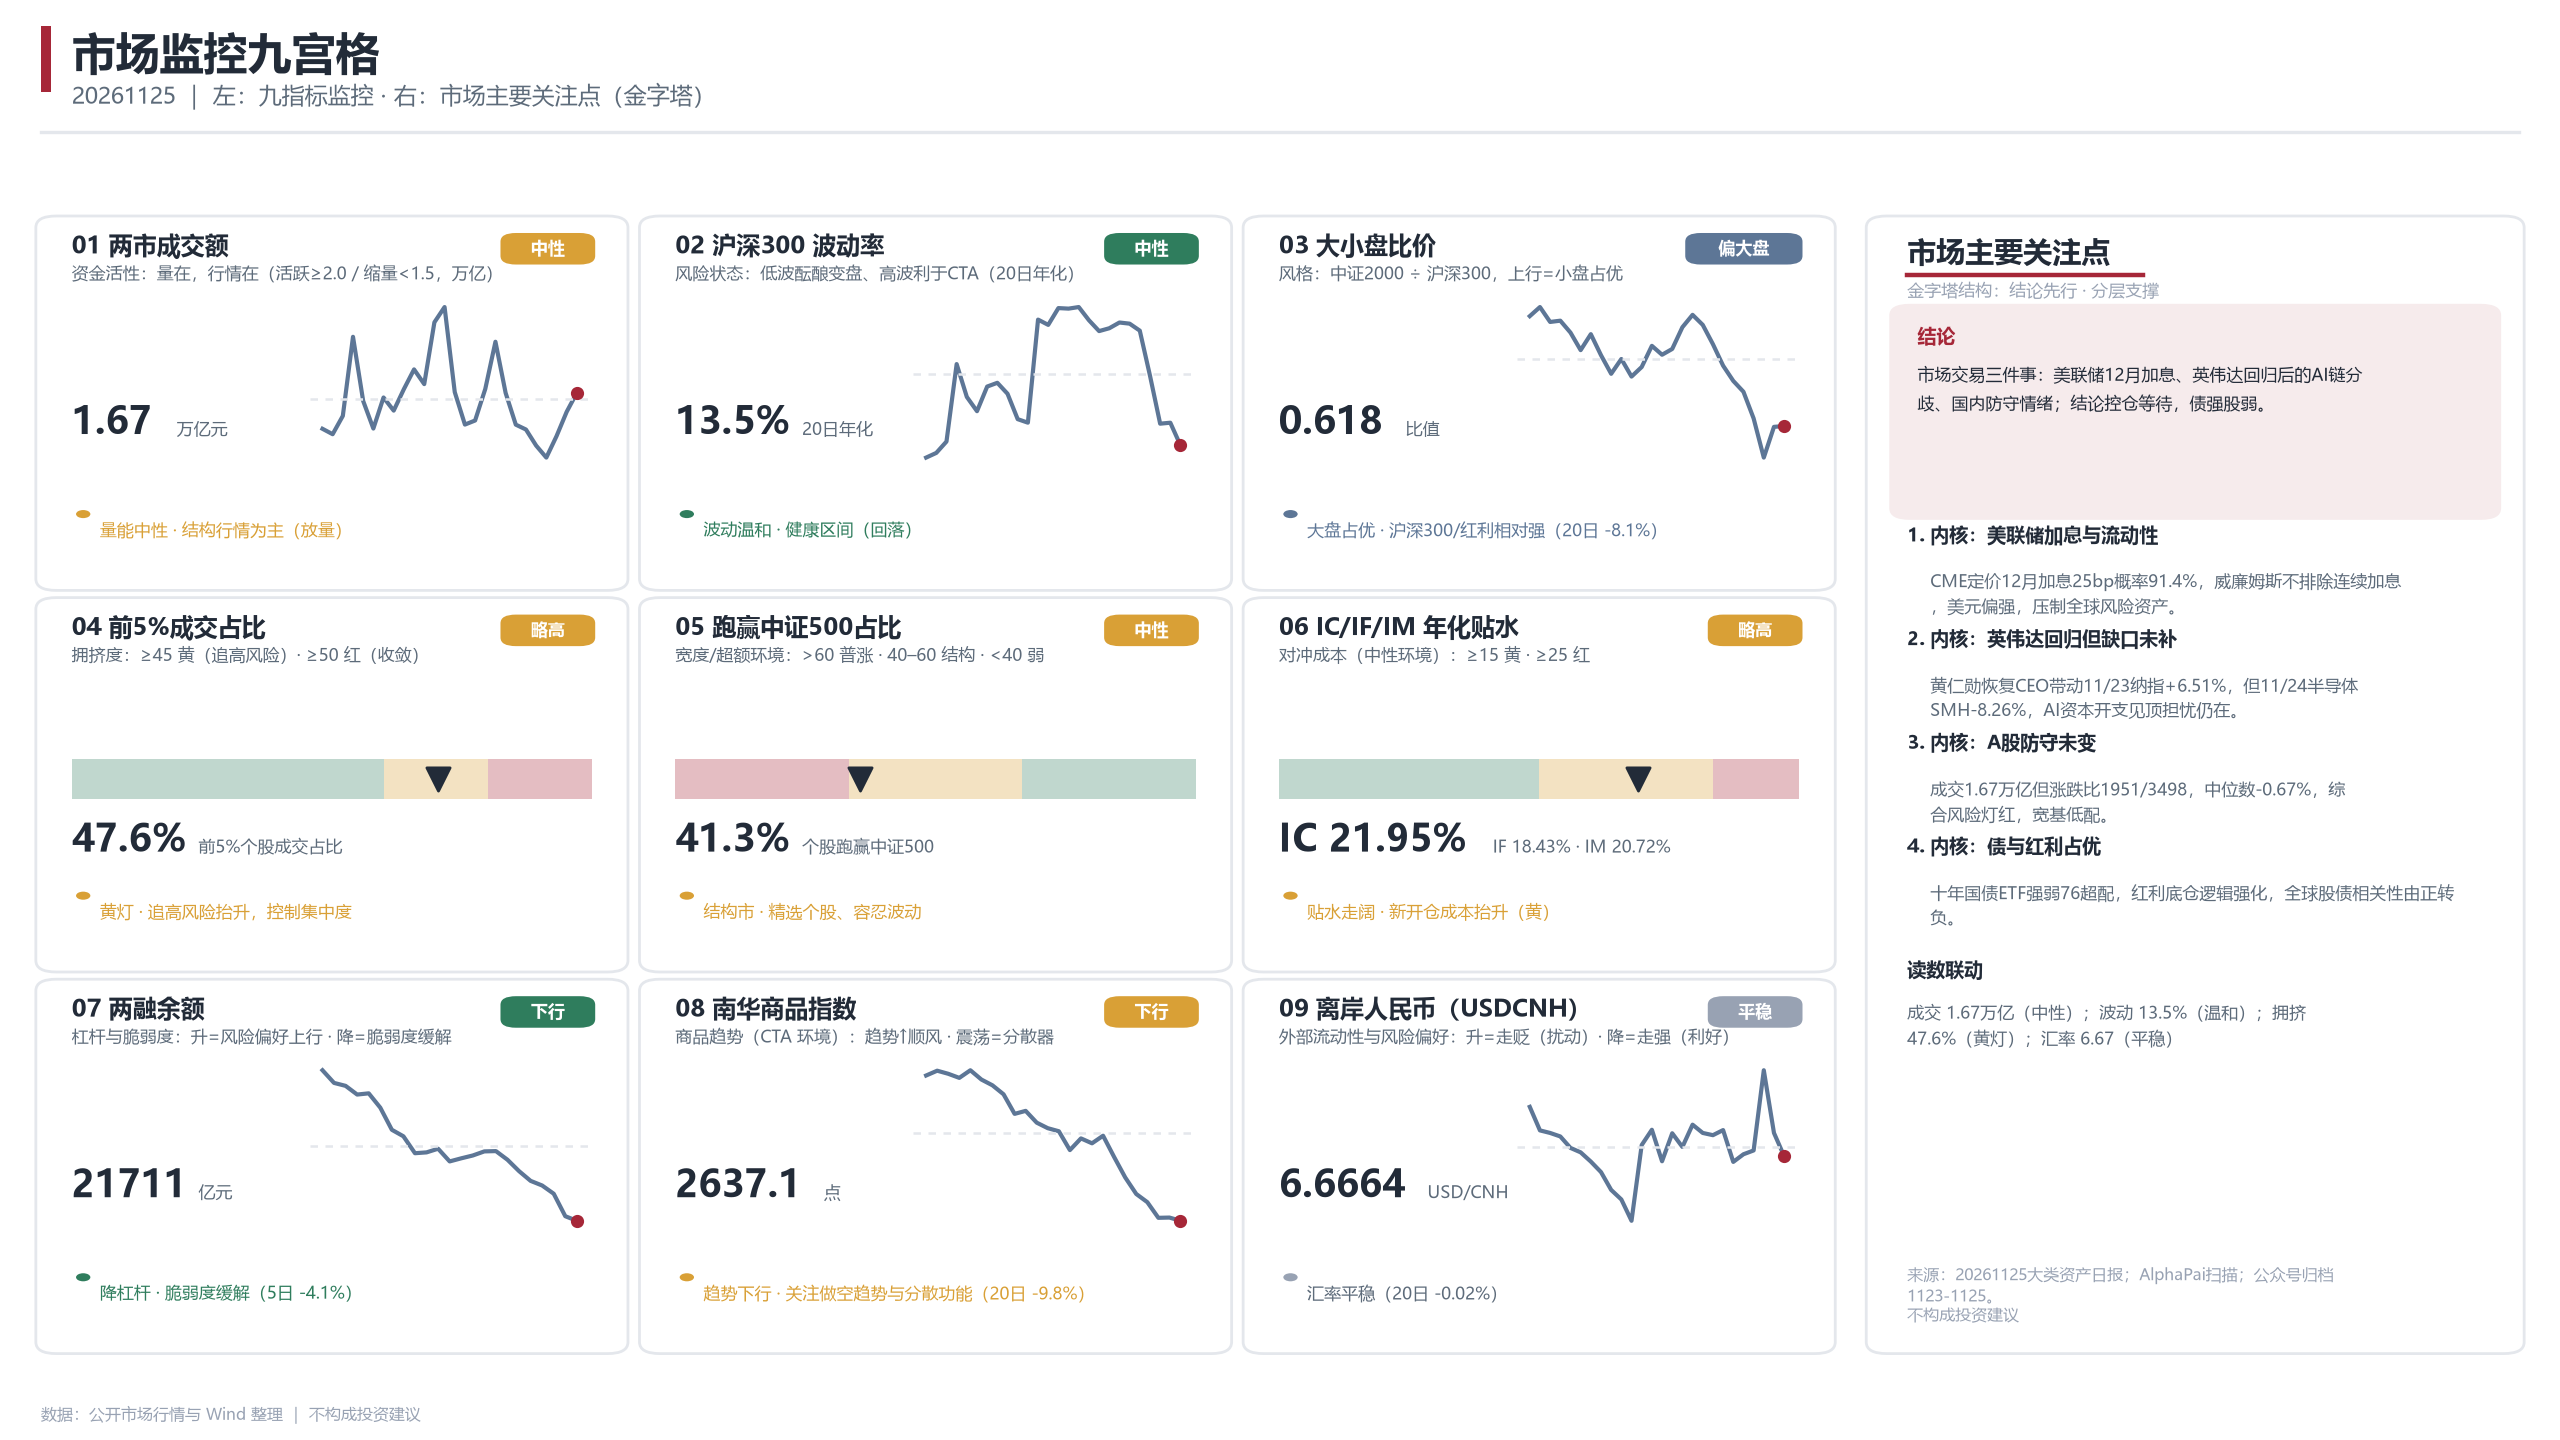 市场监控九宫格
20261125 | 左：九指标监控 · 右：市场主要关注点（金字塔）
01 两市成交额
中性
资金活性：量在，行情在（活跃≥2.0 / 缩量<1.5，万亿）
1.67 万亿元
量能中性 · 结构行情为主（放量）
02 沪深300 波动率
中性
风险状态：低波酝酿变盘、高波利于CTA（20日年化）
13.5% 20日年化
波动温和 · 健康区间（回落）
03 大小盘比价
偏大盘
风格：中证2000 ÷ 沪深300，上行=小盘占优
0.618 比值
大盘占优 · 沪深300/红利相对强（20日 -8.1%）
04 前5%成交占比
略高
拥挤度：≥45 黄（追高风险）· ≥50 红（收敛）
47.6% 前5%个股成交占比
黄灯 · 追高风险抬升，控制集中度
05 跑赢中证500占比
中性
宽度/超额环境：>60 普涨 · 40–60 结构 · <40 弱
41.3% 个股跑赢中证500
结构市 · 精选个股、容忍波动
06 IC/IF/IM 年化贴水
略高
对冲成本（中性环境）：≥15 黄 · ≥25 红
IC 21.95% IF 18.43% · IM 20.72%
贴水走阔 · 新开仓成本抬升（黄）
07 两融余额
下行
杠杆与脆弱度：升=风险偏好上行 · 降=脆弱度缓解
21711 亿元
降杠杆 · 脆弱度缓解（5日 -4.1%）
08 南华商品指数
下行
商品趋势（CTA 环境）：趋势↑顺风 · 震荡=分散器
2637.1 点
趋势下行 · 关注做空趋势与分散功能（20日 -9.8%）
09 离岸人民币（USDCNH）
平稳
外部流动性与风险偏好：升=走贬（扰动）· 降=走强（利好）
6.6664 USD/CNH
汇率平稳（20日 -0.02%）
市场主要关注点
金字塔结构：结论先行 · 分层支撑
结论
市场交易三件事：美联储12月加息、英伟达回归后的AI链分
歧、国内防守情绪；结论控仓等待，债强股弱。
1. 内核：美联储加息与流动性
CME定价12月加息25bp概率91.4%，威廉姆斯不排除连续加息
，美元偏强，压制全球风险资产。
2. 内核：英伟达回归但缺口未补
黄仁勋恢复CEO带动11/23纳指+6.51%，但11/24半导体
SMH-8.26%，AI资本开支见顶担忧仍在。
3. 内核：A股防守未变
成交1.67万亿但涨跌比1951/3498，中位数-0.67%，综
合风险灯红，宽基低配。
4. 内核：债与红利占优
十年国债ETF强弱76超配，红利底仓逻辑强化，全球股债相关性由正转
负。
读数联动
成交 1.67万亿（中性）；波动 13.5%（温和）；拥挤
47.6%（黄灯）；汇率 6.67（平稳）
来源：20261125大类资产日报；AlphaPai扫描；公众号归档
1123-1125。
不构成投资建议
数据：公开市场行情与 Wind 整理 | 不构成投资建议